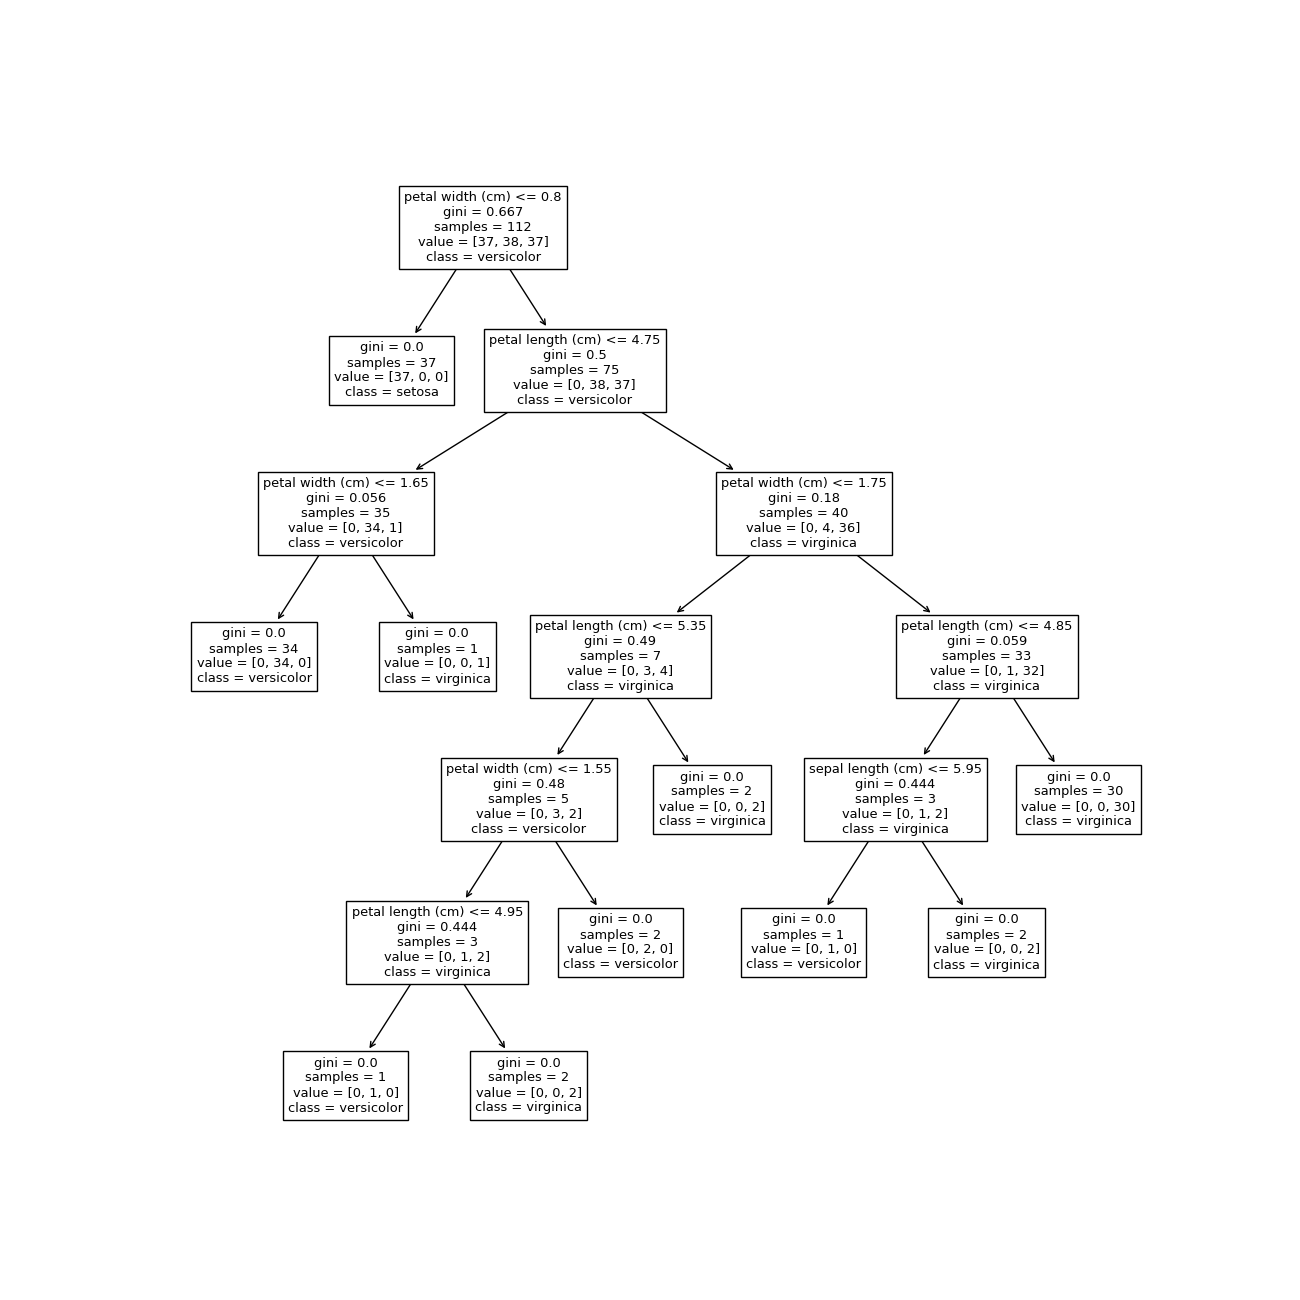 petal width (cm) <= 0.8
gini = 0.667
samples = 112
value = [37, 38, 37]
class = versicolor
gini = 0.0
samples = 37
value = [37, 0, 0]
class = setosa
petal length (cm) <= 4.75
gini = 0.5
samples = 75
value = [0, 38, 37]
class = versicolor
petal width (cm) <= 1.65
gini = 0.056
samples = 35
value = [0, 34, 1]
class = versicolor
petal width (cm) <= 1.75
gini = 0.18
samples = 40
value = [0, 4, 36]
class = virginica
gini = 0.0
samples = 34
value = [0, 34, 0]
class = versicolor
gini = 0.0
samples = 1
value = [0, 0, 1]
class = virginica
petal length (cm) <= 5.35
gini = 0.49
samples = 7
value = [0, 3, 4]
class = virginica
petal length (cm) <= 4.85
gini = 0.059
samples = 33
value = [0, 1, 32]
class = virginica
petal width (cm) <= 1.55
gini = 0.48
samples = 5
value = [0, 3, 2]
class = versicolor
gini = 0.0
samples = 2
value = [0, 0, 2]
class = virginica
sepal length (cm) <= 5.95
gini = 0.444
samples = 3
value = [0, 1, 2]
class = virginica
gini = 0.0
samples = 30
value = [0, 0, 30]
class = virginica
petal length (cm) <= 4.95
gini = 0.444
samples = 3
value = [0, 1, 2]
class = virginica
gini = 0.0
samples = 2
value = [0, 2, 0]
class = versicolor
gini = 0.0
samples = 1
value = [0, 1, 0]
class = versicolor
gini = 0.0
samples = 2
value = [0, 0, 2]
class = virginica
gini = 0.0
samples = 1
value = [0, 1, 0]
class = versicolor
gini = 0.0
samples = 2
value = [0, 0, 2]
class = virginica